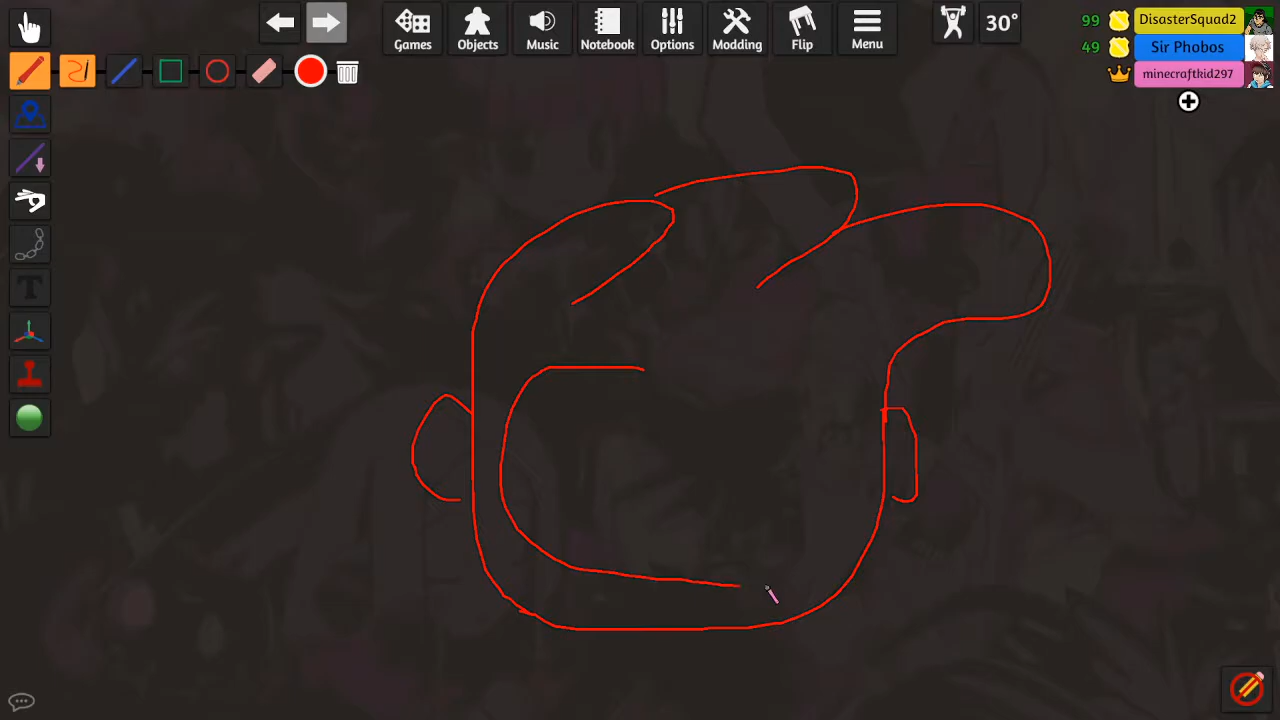 Games Objects Music Notebook Options Modding Flip Menu
30°
99 DisasterSquad2
49 Sir Phobos
minecraftkid297
T